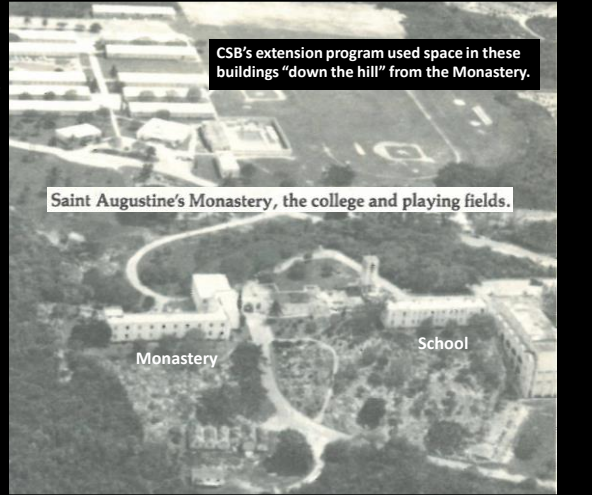 CSB's extension program used space in these
buildings "down the hill" from the Monastery.
Saint Augustine's Monastery, the college and playing fields.
School
Monastery